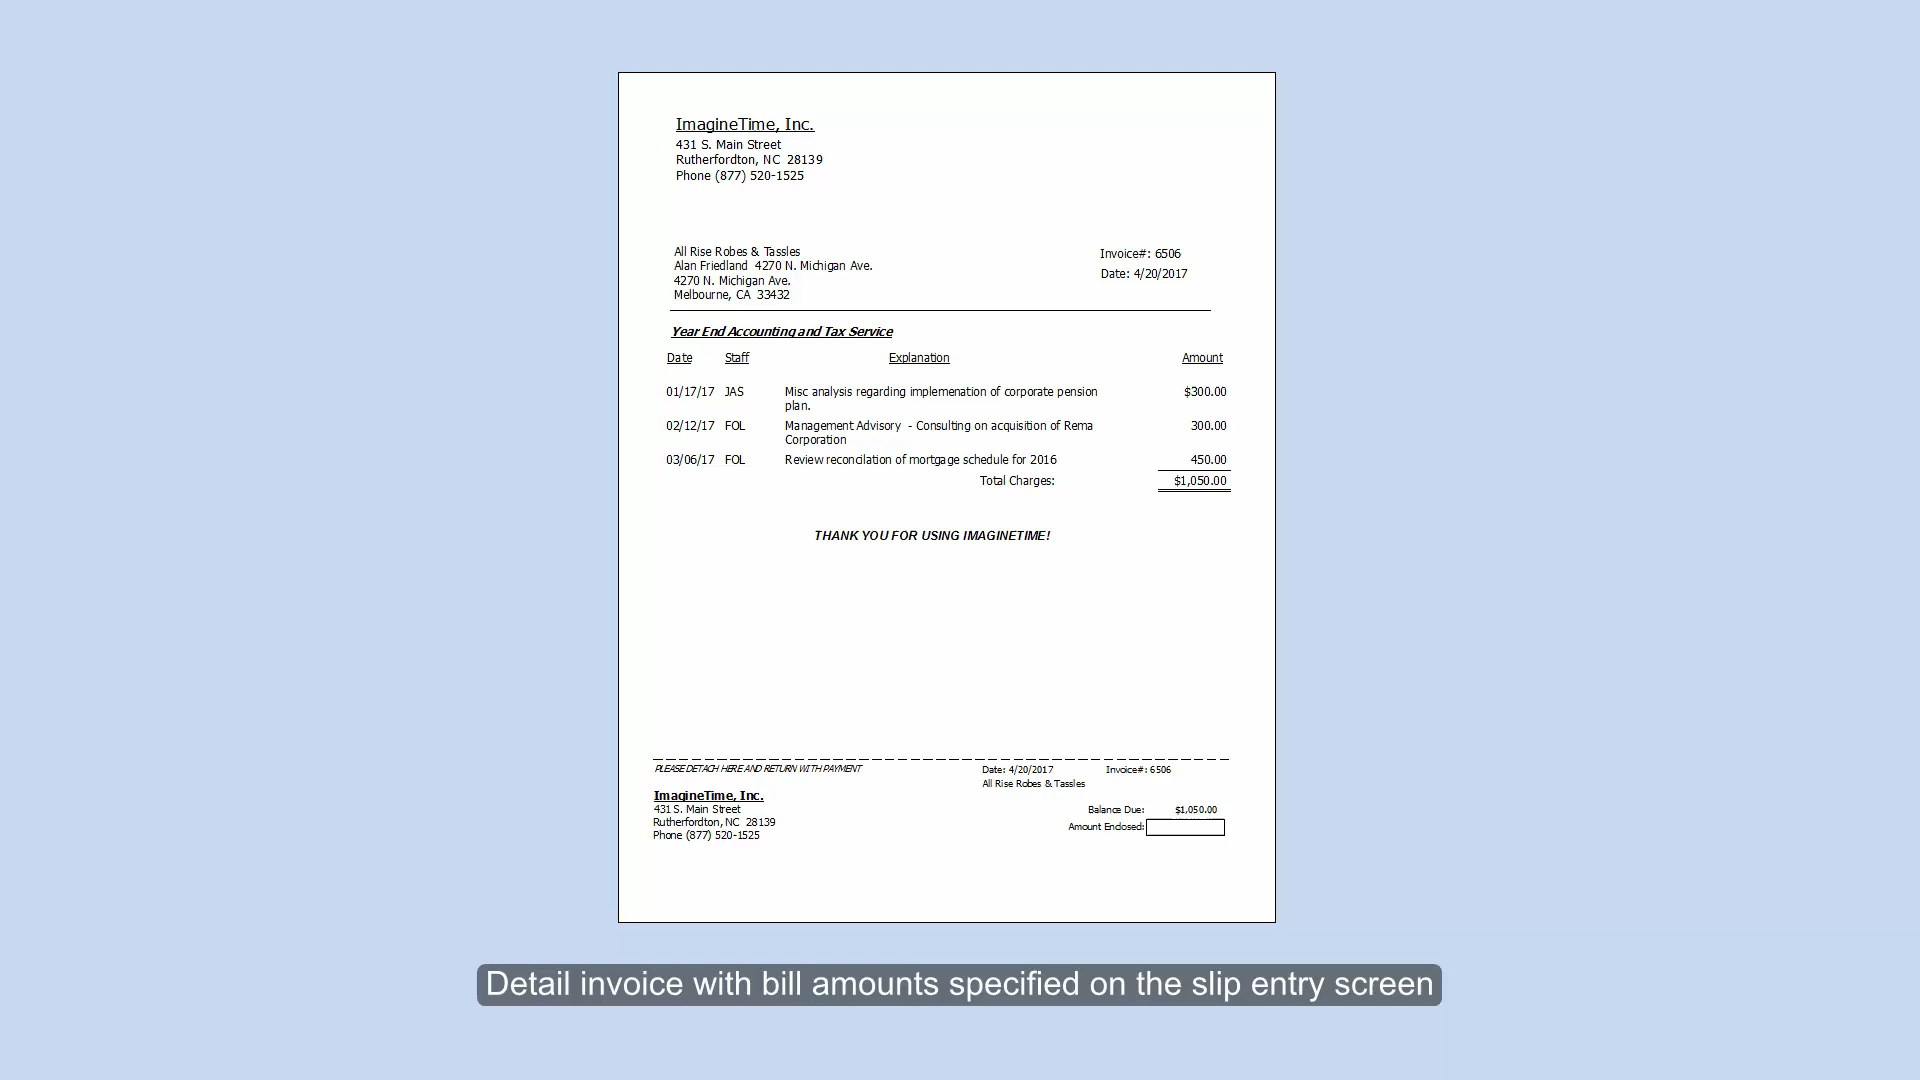 ImagineTime, Inc.
431 S. Main Street
Rutherfordton, NC  28139
Phone (877) 520-1525
All Rise Robes & Tassles
Alan Friedland  4270 N. Michigan Ave.
4270 N. Michigan Ave.
Melbourne, CA  33432
Invoice#: 6506
Date: 4/20/2017
Year End Accounting and Tax Service
Date Staff Explanation Amount
01/17/17 JAS Misc analysis regarding implemenation of corporate pension $300.00
plan.
02/12/17 FOL Management Advisory  - Consulting on acquisition of Rema 300.00
Corporation
03/06/17 FOL Review reconcilation of mortgage schedule for 2016 450.00
Total Charges: $1,050.00
THANK YOU FOR USING IMAGINETIME!
PLEASE DETACH HERE AND RETURN WITH PAYMENT Date: 4/20/2017 Invoice#: 6506
All Rise Robes & Tassles
ImagineTime, Inc.
431 S. Main Street
Rutherfordton, NC  28139
Phone (877) 520-1525
Balance Due: $1,050.00
Amount Enclosed:
Detail invoice with bill amounts specified on the slip entry screen